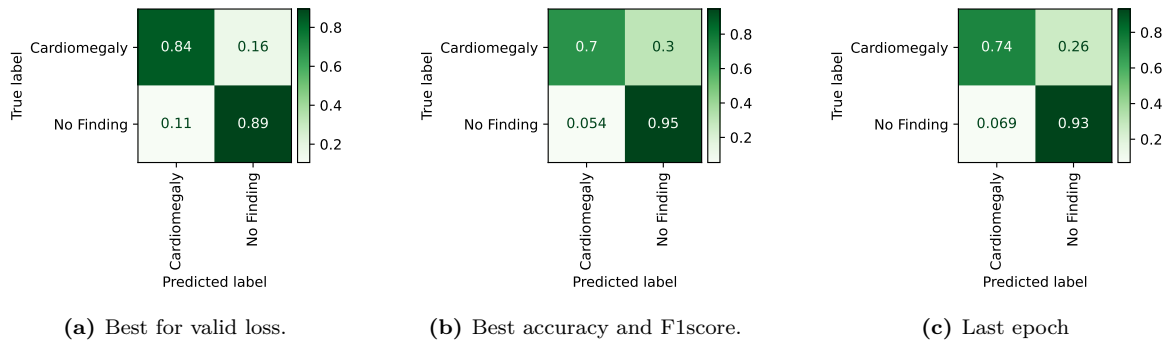 True label
Cardiomegaly
No Finding
0.84 0.16
0.11 0.89
0.8
0.6
0.4
0.2
Cardiomegaly
No Finding
Predicted label
(a) Best for valid loss.
True label
Cardiomegaly
No Finding
0.7 0.3
0.054 0.95
0.8
0.6
0.4
0.2
Cardiomegaly
No Finding
Predicted label
(b) Best accuracy and F1score.
True label
Cardiomegaly
No Finding
0.74 0.26
0.069 0.93
0.8
0.6
0.4
0.2
Cardiomegaly
No Finding
Predicted label
(c) Last epoch